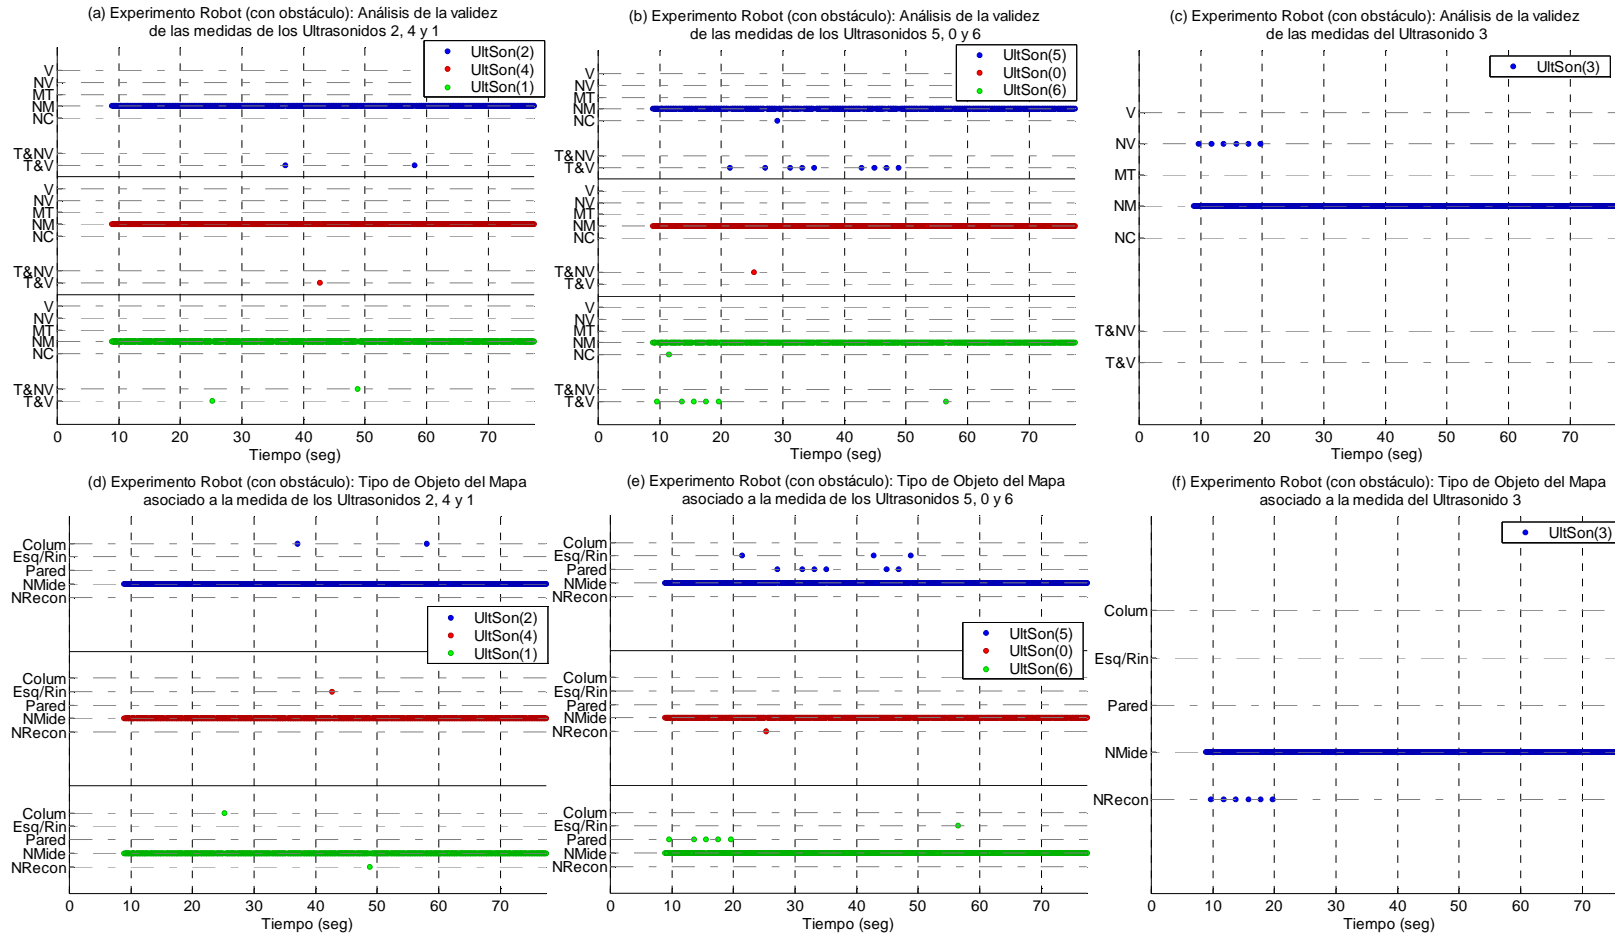 (a) Experimento Robot (con obstáculo): Análisis de la validez
de las medidas de los Ultrasonidos 2, 4 y 1
UltSon(2)
UltSon(4)
UltSon(1)
V
NV
MT
NM
NC
T&NV
T&V
V
NV
MT
NM
NC
T&NV
T&V
V
NV
MT
NM
NC
T&NV
T&V
0 10 20 30 40 50 60 70
Tiempo (seg)
(b) Experimento Robot (con obstáculo): Análisis de la validez
de las medidas de los Ultrasonidos 5, 0 y 6
UltSon(5)
UltSon(0)
UltSon(6)
V
NV
MT
NM
NC
T&NV
T&V
V
NV
MT
NM
NC
T&NV
T&V
V
NV
MT
NM
NC
T&NV
T&V
0 10 20 30 40 50 60 70
Tiempo (seg)
(c) Experimento Robot (con obstáculo): Análisis de la validez
de las medidas del Ultrasonido 3
UltSon(3)
V
NV
MT
NM
NC
T&NV
T&V
0 10 20 30 40 50 60 70
Tiempo (seg)
(d) Experimento Robot (con obstáculo): Tipo de Objeto del Mapa
asociado a la medida de los Ultrasonidos 2, 4 y 1
Colum
Esq/Rin
Pared
NMide
NRecon
UltSon(2)
UltSon(4)
UltSon(1)
Colum
Esq/Rin
Pared
NMide
NRecon
Colum
Esq/Rin
Pared
NMide
NRecon
0 10 20 30 40 50 60 70
Tiempo (seg)
(e) Experimento Robot (con obstáculo): Tipo de Objeto del Mapa
asociado a la medida de los Ultrasonidos 5, 0 y 6
Colum
Esq/Rin
Pared
NMide
NRecon
UltSon(5)
UltSon(0)
UltSon(6)
Colum
Esq/Rin
Pared
NMide
NRecon
Colum
Esq/Rin
Pared
NMide
NRecon
0 10 20 30 40 50 60 70
Tiempo (seg)
(f) Experimento Robot (con obstáculo): Tipo de Objeto del Mapa
asociado a la medida del Ultrasonido 3
UltSon(3)
Colum
Esq/Rin
Pared
NMide
NRecon
0 10 20 30 40 50 60 70
Tiempo (seg)